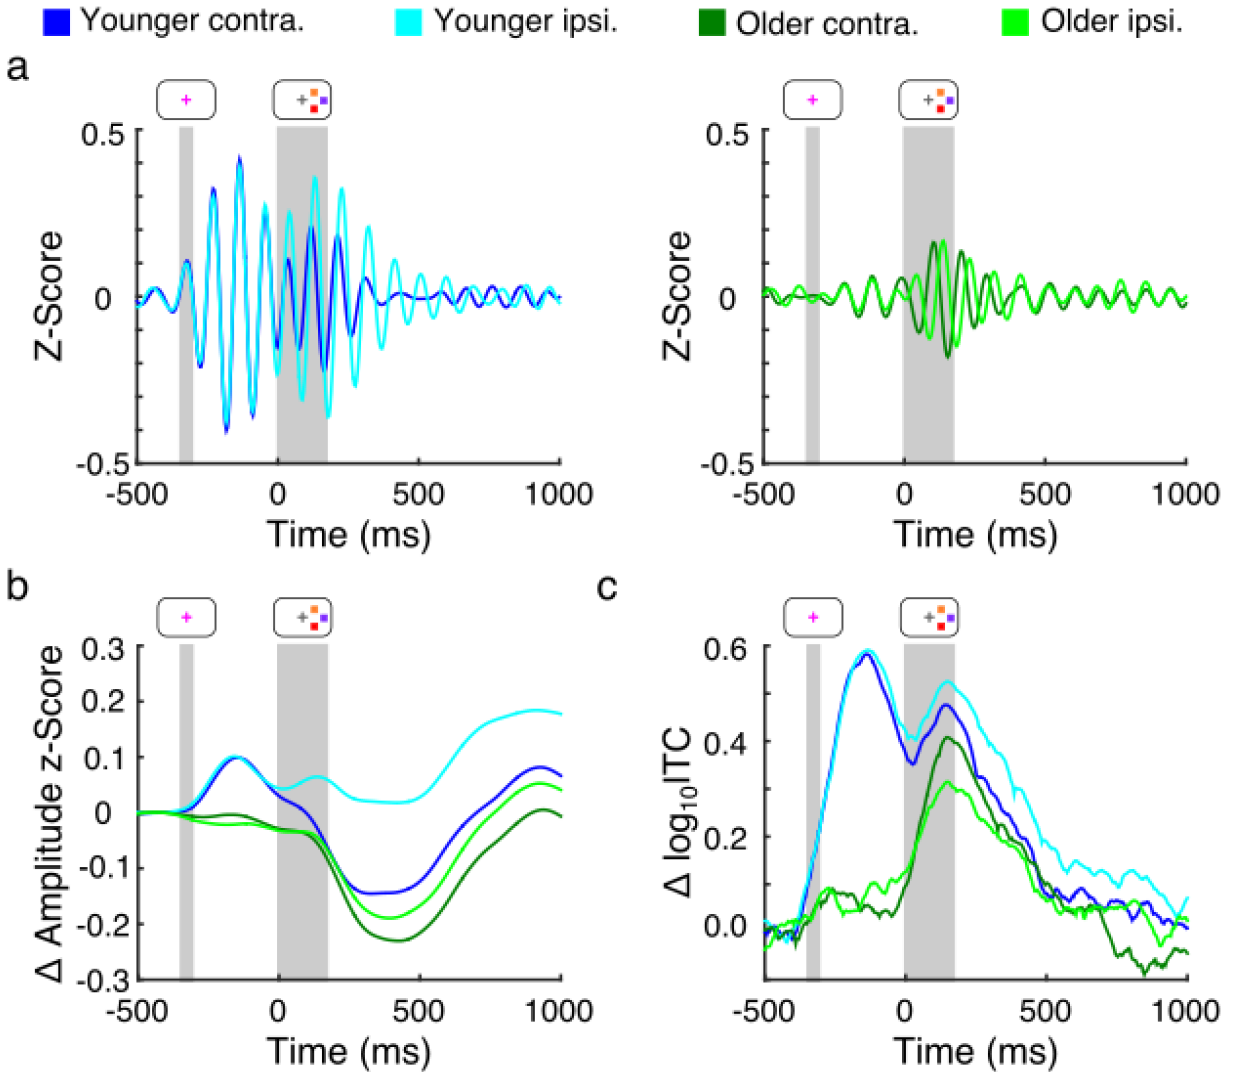 Younger contra. Younger ipsi. Older contra. Older ipsi.
a
0.5
0
-0.5
Z-Score
-500 0 500 1000
Time (ms)
0.5
0
-0.5
Z-Score
-500 0 500 1000
Time (ms)
b
0.3
0.2
0.1
0
-0.1
-0.2
-0.3
Δ Amplitude z-Score
-500 0 500 1000
Time (ms)
c
0.6
0.4
0.2
0.0
Δ log₁₀ITC
-500 0 500 1000
Time (ms)